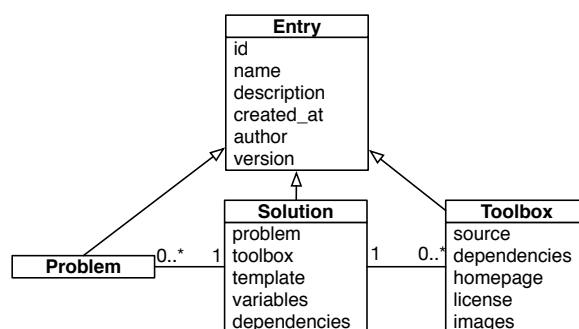 Entry
id
name
description
created_at
author
version
Problem
0..*
1
Solution
problem
toolbox
template
variables
dependencies
1
0..*
Toolbox
source
dependencies
homepage
license
images